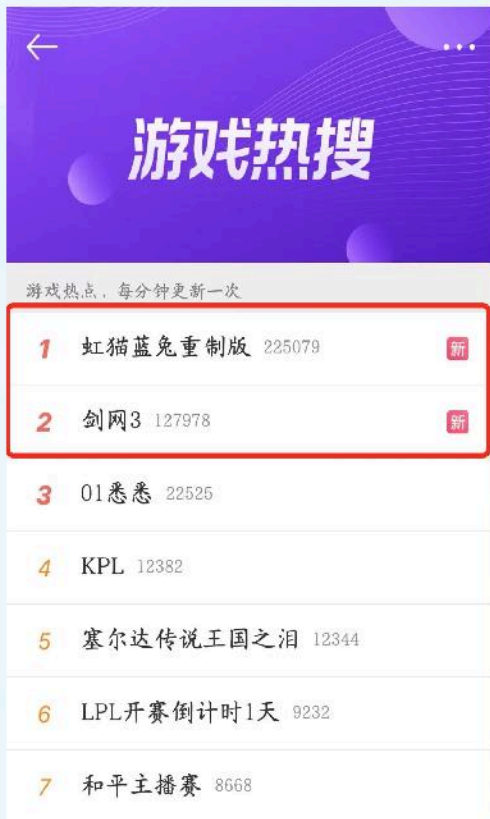 游戏热搜
游戏热点，每分钟更新一次
1 虹猫蓝兔重制版 225079 新
2 剑网3 127978 新
3 01悉悉 22525
4 KPL 12382
5 塞尔达传说王国之泪 12344
6 LPL开赛倒计时1天 9232
7 和平主播赛 8668